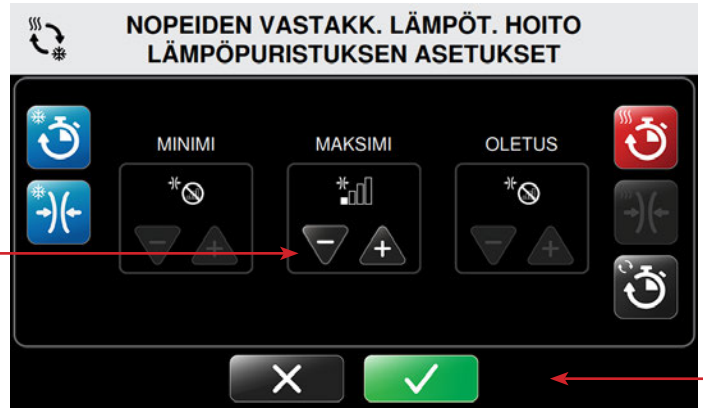 NOPEIDEN VASTAKK. LÄMPÖT. HOITO
LÄMPÖPURISTUKSEN ASETUKSET
MINIMI
MAKSIMI
OLETUS